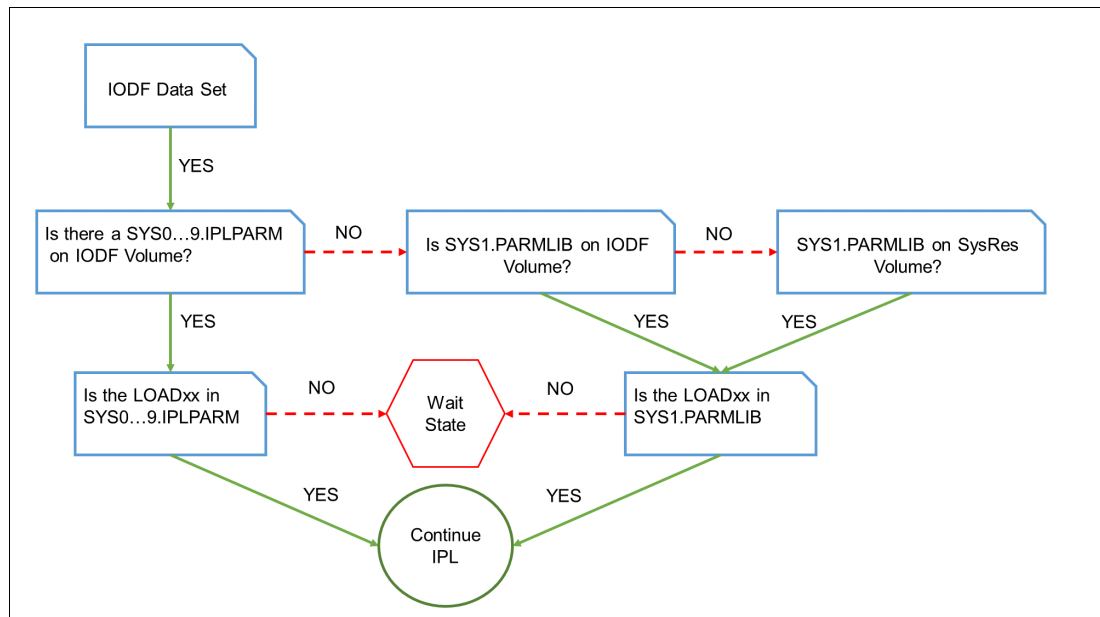 IODF Data Set
YES
Is there a SYS0…9.IPLPARM
on IODF Volume?
NO
Is SYS1.PARMLIB on IODF
Volume?
NO
SYS1.PARMLIB on SysRes
Volume?
YES
YES
YES
Is the LOADxx in
SYS0…9.IPLPARM
NO
Wait
State
NO
Is the LOADxx in
SYS1.PARMLIB
YES
YES
Continue
IPL